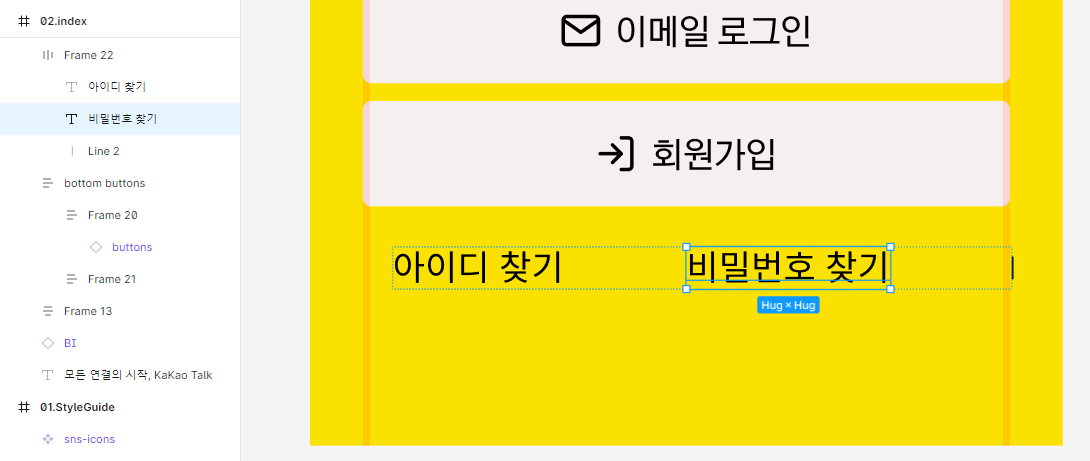 02.index
Frame 22
아이디 찾기
비밀번호 찾기
Line 2
bottom buttons
Frame 20
buttons
Frame 21
Frame 13
BI
모든 연결의 시작, KaKao Talk
01.StyleGuide
sns-icons
이메일 로그인
회원가입
아이디 찾기 비밀번호 찾기
Hug × Hug